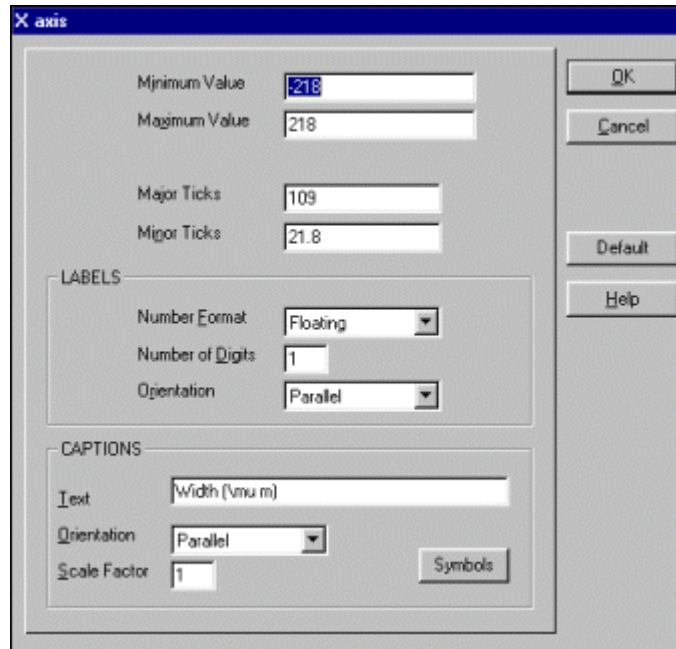 X axis
Minimum Value -218
OK
Maximum Value 218
Cancel
Major Ticks 109
Minor Ticks 21.8
Default
LABELS
Help
Number Format Floating
Number of Digits 1
Orientation Parallel
CAPTIONS
Text Width (\mu m)
Orientation Parallel
Scale Factor 1
Symbols